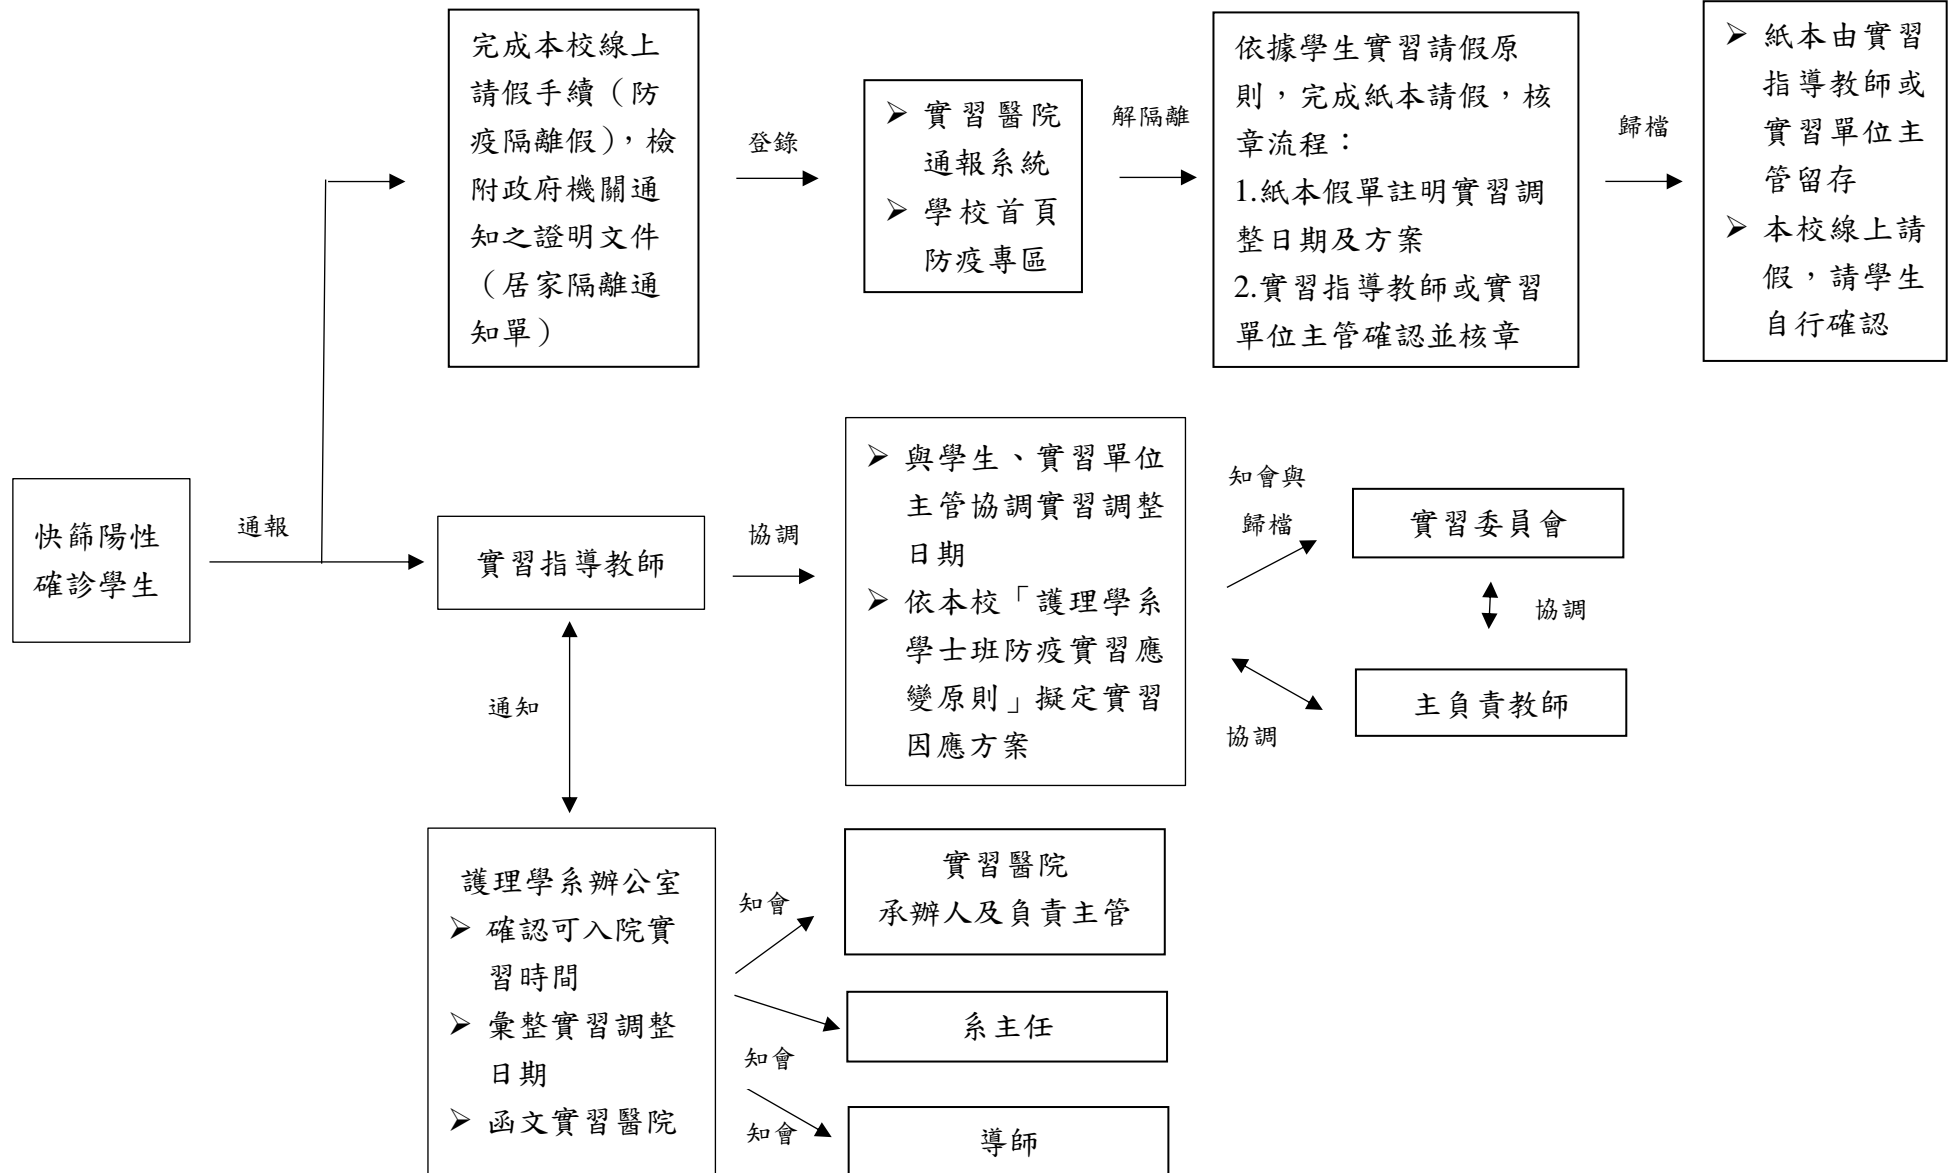 完成本校線上
請假手續（防
疫隔離假），檢
附政府機關通
知之證明文件
（居家隔離通
知單）
登錄
➢ 實習醫院
通報系統
➢ 學校首頁
防疫專區
解隔離
依據學生實習請假原
則，完成紙本請假，核
章流程：
1.紙本假單註明實習調
整日期及方案
2.實習指導教師或實習
單位主管確認並核章
歸檔
➢ 紙本由實習
指導教師或
實習單位主
管留存
➢ 本校線上請
假，請學生
自行確認
快篩陽性
確診學生
通報
實習指導教師
協調
➢ 與學生、實習單位
主管協調實習調整
日期
➢ 依本校「護理學系
學士班防疫實習應
變原則」擬定實習
因應方案
知會與
歸檔
實習委員會
協調
主負責教師
協調
通知
護理學系辦公室
➢ 確認可入院實
習時間
➢ 彙整實習調整
日期
➢ 函文實習醫院
知會
實習醫院
承辦人及負責主管
系主任
知會
知會
導師